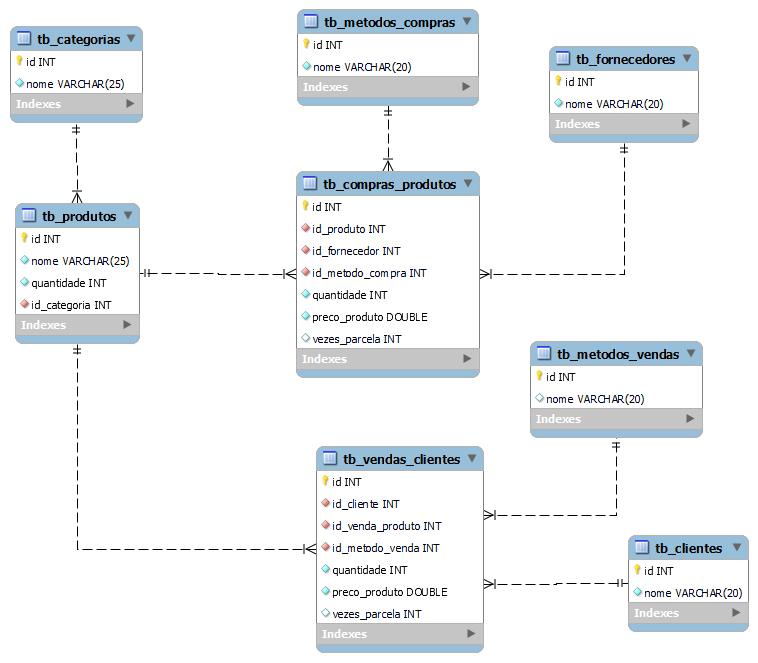 tb_categorias
id INT
nome VARCHAR(25)
Indexes
tb_metodos_compras
id INT
nome VARCHAR(20)
Indexes
tb_fornecedores
id INT
nome VARCHAR(20)
Indexes
tb_produtos
id INT
nome VARCHAR(25)
quantidade INT
id_categoria INT
Indexes
tb_compras_produtos
id INT
id_produto INT
id_fornecedor INT
id_metodo_compra INT
quantidade INT
preco_produto DOUBLE
vezes_parcela INT
Indexes
tb_metodos_vendas
id INT
nome VARCHAR(20)
Indexes
tb_vendas_clientes
id INT
id_cliente INT
id_venda_produto INT
id_metodo_venda INT
quantidade INT
preco_produto DOUBLE
vezes_parcela INT
Indexes
tb_clientes
id INT
nome VARCHAR(20)
Indexes